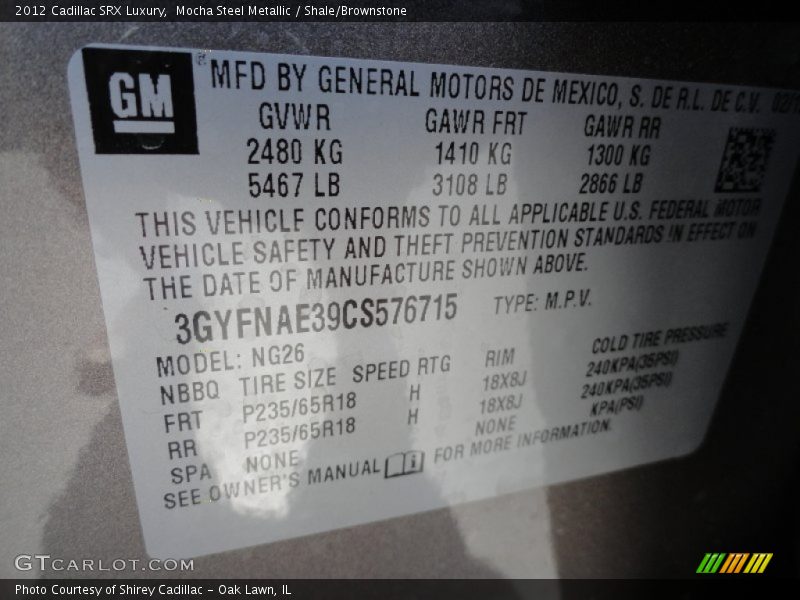 2012 Cadillac SRX Luxury,  Mocha Steel Metallic / Shale/Brownstone
GM
MFD BY GENERAL MOTORS DE MEXICO, S. DE R.L. DE C.V.
GVWR GAWR FRT GAWR RR
2480 KG 1410 KG 1300 KG
5467 LB 3108 LB 2866 LB
THIS VEHICLE CONFORMS TO ALL APPLICABLE U.S. FEDERAL MOTOR
VEHICLE SAFETY AND THEFT PREVENTION STANDARDS IN EFFECT ON
THE DATE OF MANUFACTURE SHOWN ABOVE.
3GYFNAE39CS576715 TYPE: M.P.V.
MODEL: NG26
NBBQ TIRE SIZE SPEED RTG RIM COLD TIRE PRESSURE
FRT P235/65R18 H 18X8J 240KPA(35PSI)
RR P235/65R18 H 18X8J 240KPA(35PSI)
SPA NONE NONE KPA(PSI)
SEE OWNER'S MANUAL FOR MORE INFORMATION.
GTCARLOT.COM
Photo Courtesy of Shirey Cadillac - Oak Lawn, IL